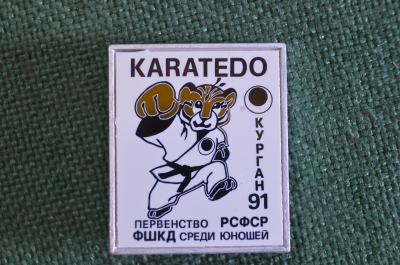 KARATEDO
КУРГАН
91
ПЕРВЕНСТВО РСФСР
ФШКД СРЕДИ ЮНОШЕЙ